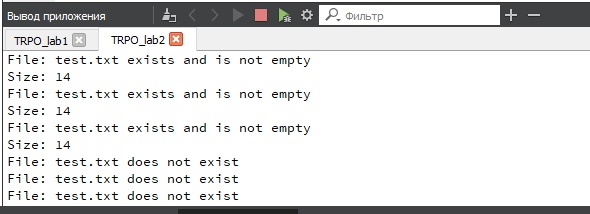 Вывод приложения
Фильтр
TRPO_lab1
TRPO_lab2
File: test.txt exists and is not empty
Size: 14
File: test.txt exists and is not empty
Size: 14
File: test.txt exists and is not empty
Size: 14
File: test.txt does not exist
File: test.txt does not exist
File: test.txt does not exist